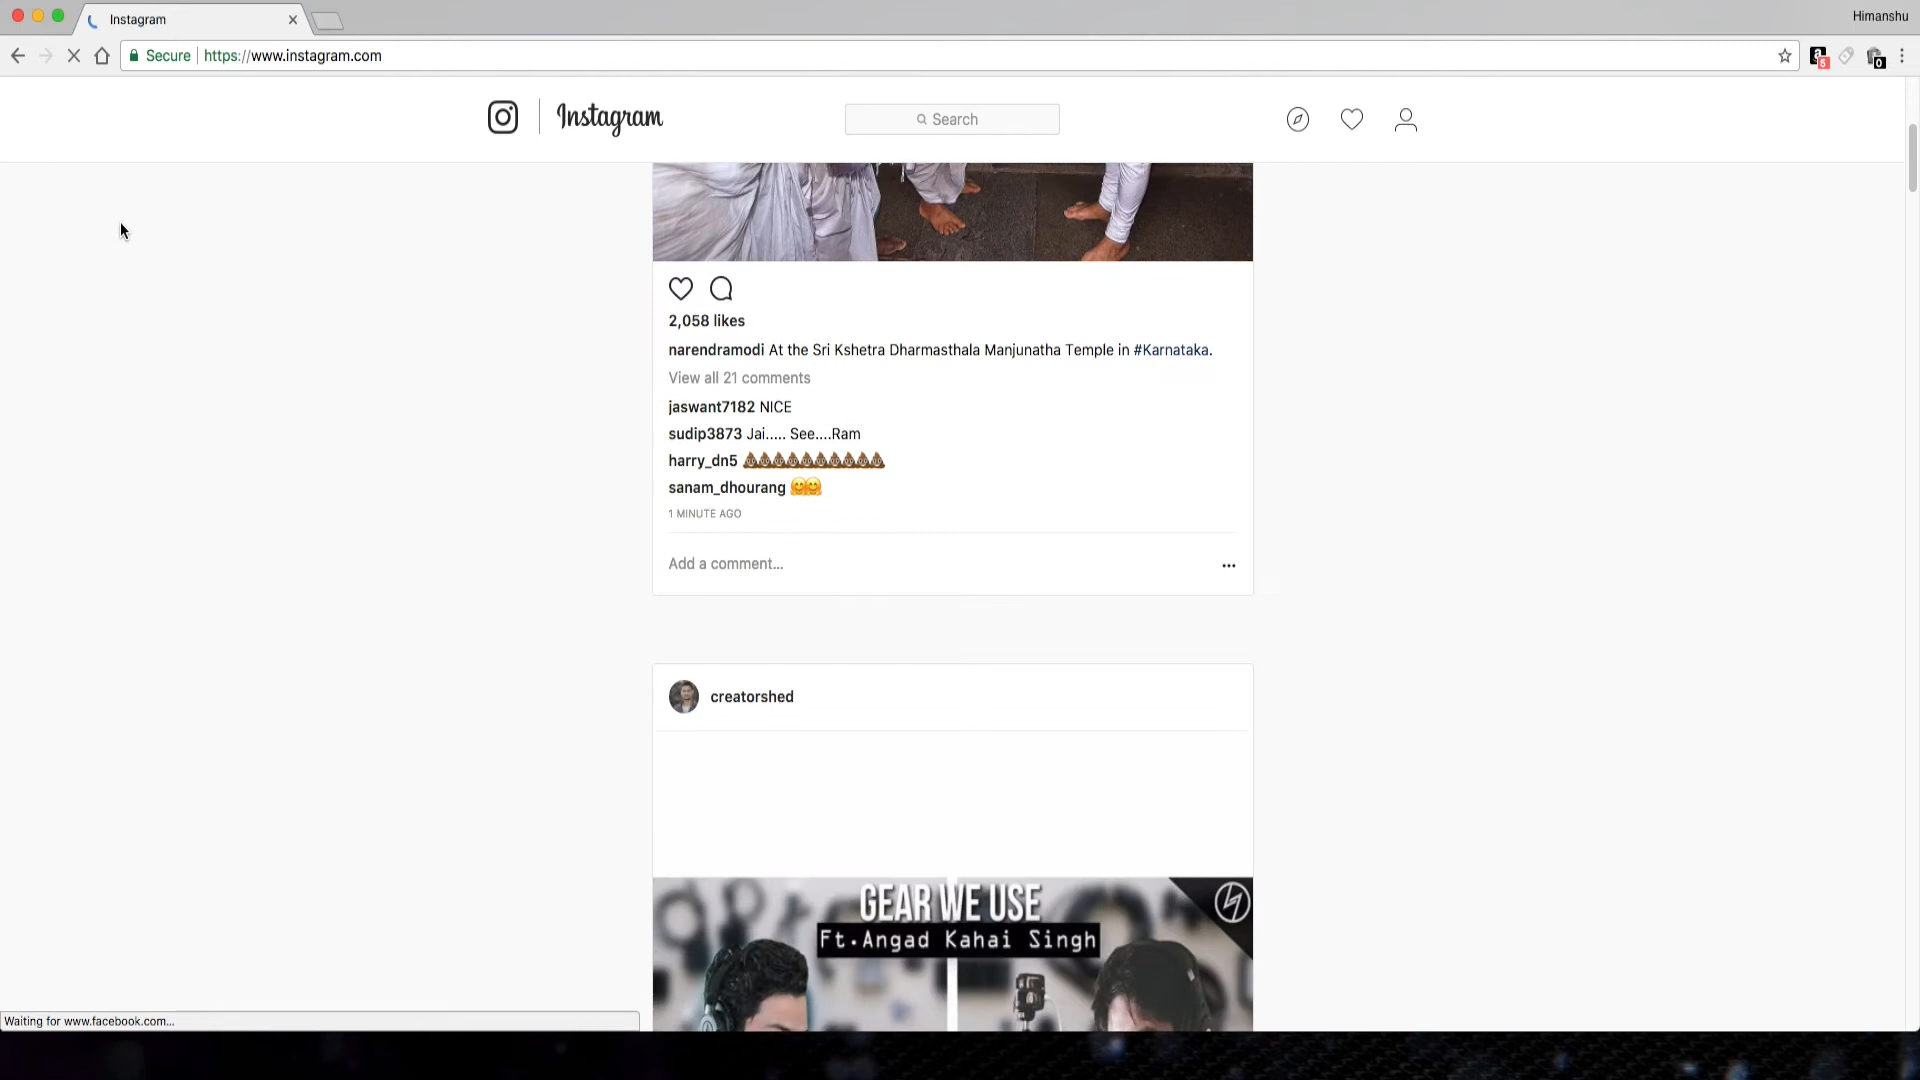 Instagram
Himanshu
Secure https://www.instagram.com
5
0
Instagram
Search
2,058 likes
narendramodi At the Sri Kshetra Dharmasthala Manjunatha Temple in #Karnataka.
View all 21 comments
jaswant7182 NICE
sudip3873 Jai..... See....Ram
harry_dn5 💩💩💩💩💩💩💩💩💩💩
sanam_dhourang 🤗🤗
1 MINUTE AGO
Add a comment...
creatorshed
GEAR WE USE
Ft.Angad Kahai Singh
Waiting for www.facebook.com...